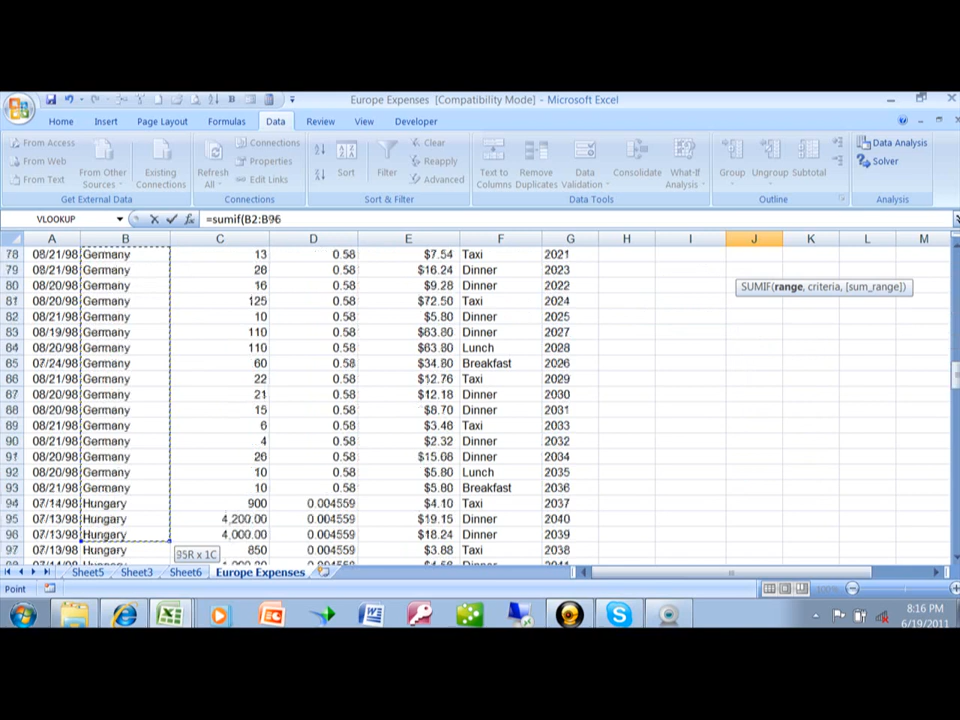 Europe Expenses [Compatibility Mode] - Microsoft Excel
Home Insert Page Layout Formulas Data Review View Developer
From Access
From Web
From Text
From Other Sources
Existing Connections
Get External Data
Refresh All
Connections
Properties
Edit Links
Connections
Sort
Filter
Clear
Reapply
Advanced
Sort & Filter
Text to Columns
Remove Duplicates
Data Validation
Consolidate
What-If Analysis
Data Tools
Group
Ungroup
Subtotal
Outline
Data Analysis
Solver
Analysis
VLOOKUP =sumif(B2:B96
A B C D E F G H I J K L M
78 08/21/98 Germany 13 0.58 $7.54 Taxi 2021
79 08/21/98 Germany 28 0.58 $16.24 Dinner 2023
80 08/20/98 Germany 16 0.58 $9.28 Dinner 2022
SUMIF(range, criteria, [sum_range])
81 08/20/98 Germany 125 0.58 $72.50 Taxi 2024
82 08/21/98 Germany 10 0.58 $5.80 Dinner 2025
83 08/19/98 Germany 110 0.58 $63.80 Dinner 2027
84 08/20/98 Germany 110 0.58 $63.80 Lunch 2028
85 07/24/98 Germany 60 0.58 $34.80 Breakfast 2026
86 08/21/98 Germany 22 0.58 $12.76 Taxi 2029
87 08/20/98 Germany 21 0.58 $12.18 Dinner 2030
88 08/20/98 Germany 15 0.58 $8.70 Dinner 2031
89 08/21/98 Germany 6 0.58 $3.48 Taxi 2033
90 08/21/98 Germany 4 0.58 $2.32 Dinner 2032
91 08/20/98 Germany 26 0.58 $15.08 Dinner 2034
92 08/20/98 Germany 10 0.58 $5.80 Lunch 2035
93 08/21/98 Germany 10 0.58 $5.80 Breakfast 2036
94 07/14/98 Hungary 900 0.004559 $4.10 Taxi 2037
95 07/13/98 Hungary 4,200.00 0.004559 $19.15 Dinner 2040
96 07/13/98 Hungary 4,000.00 0.004559 $18.24 Dinner 2039
97 07/13/98 Hungary 850 0.004559 $3.88 Taxi 2038
95R x 1C
Sheet5 Sheet3 Sheet6 Europe Expenses
Point 100%
8:16 PM
6/19/2011